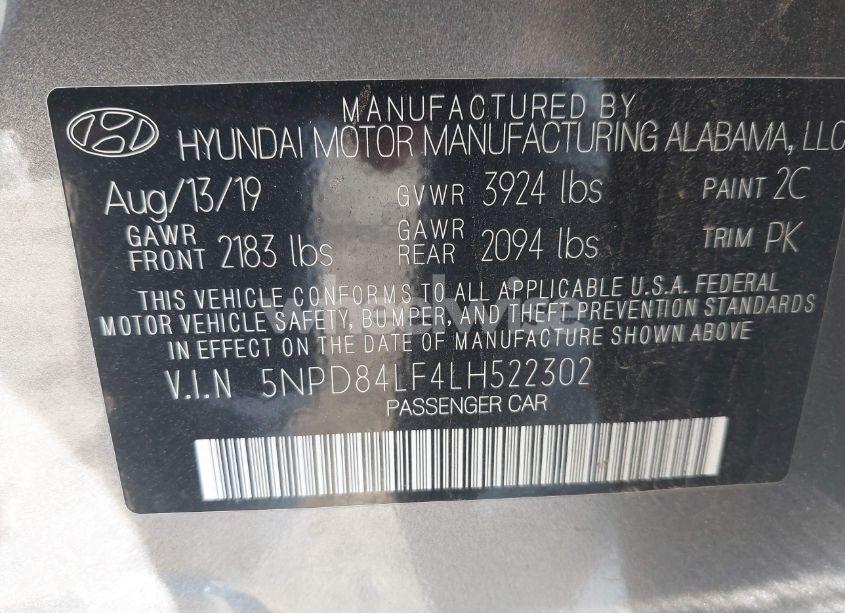 MANUFACTURED BY
HYUNDAI MOTOR MANUFACTURING ALABAMA, LLC
Aug/13/19 GVWR 3924 lbs PAINT 2C
GAWR FRONT 2183 lbs GAWR REAR 2094 lbs TRIM PK
THIS VEHICLE CONFORMS TO ALL APPLICABLE U.S.A. FEDERAL
MOTOR VEHICLE SAFETY, BUMPER, AND THEFT PREVENTION STANDARDS
IN EFFECT ON THE DATE OF MANUFACTURE SHOWN ABOVE
V.I.N 5NPD84LF4LH522302
PASSENGER CAR
wheelwise